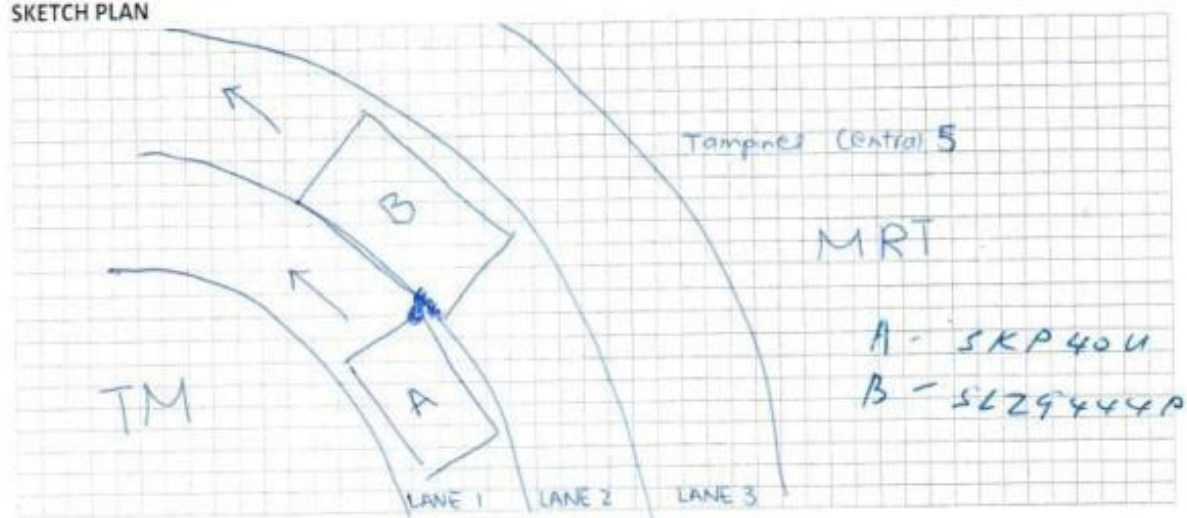 SKETCH PLAN
Tampines Central 5
B
MRT
A - SKP40U
TM
A
B - SLZ9444P
LANE 1 LANE 2 LANE 3